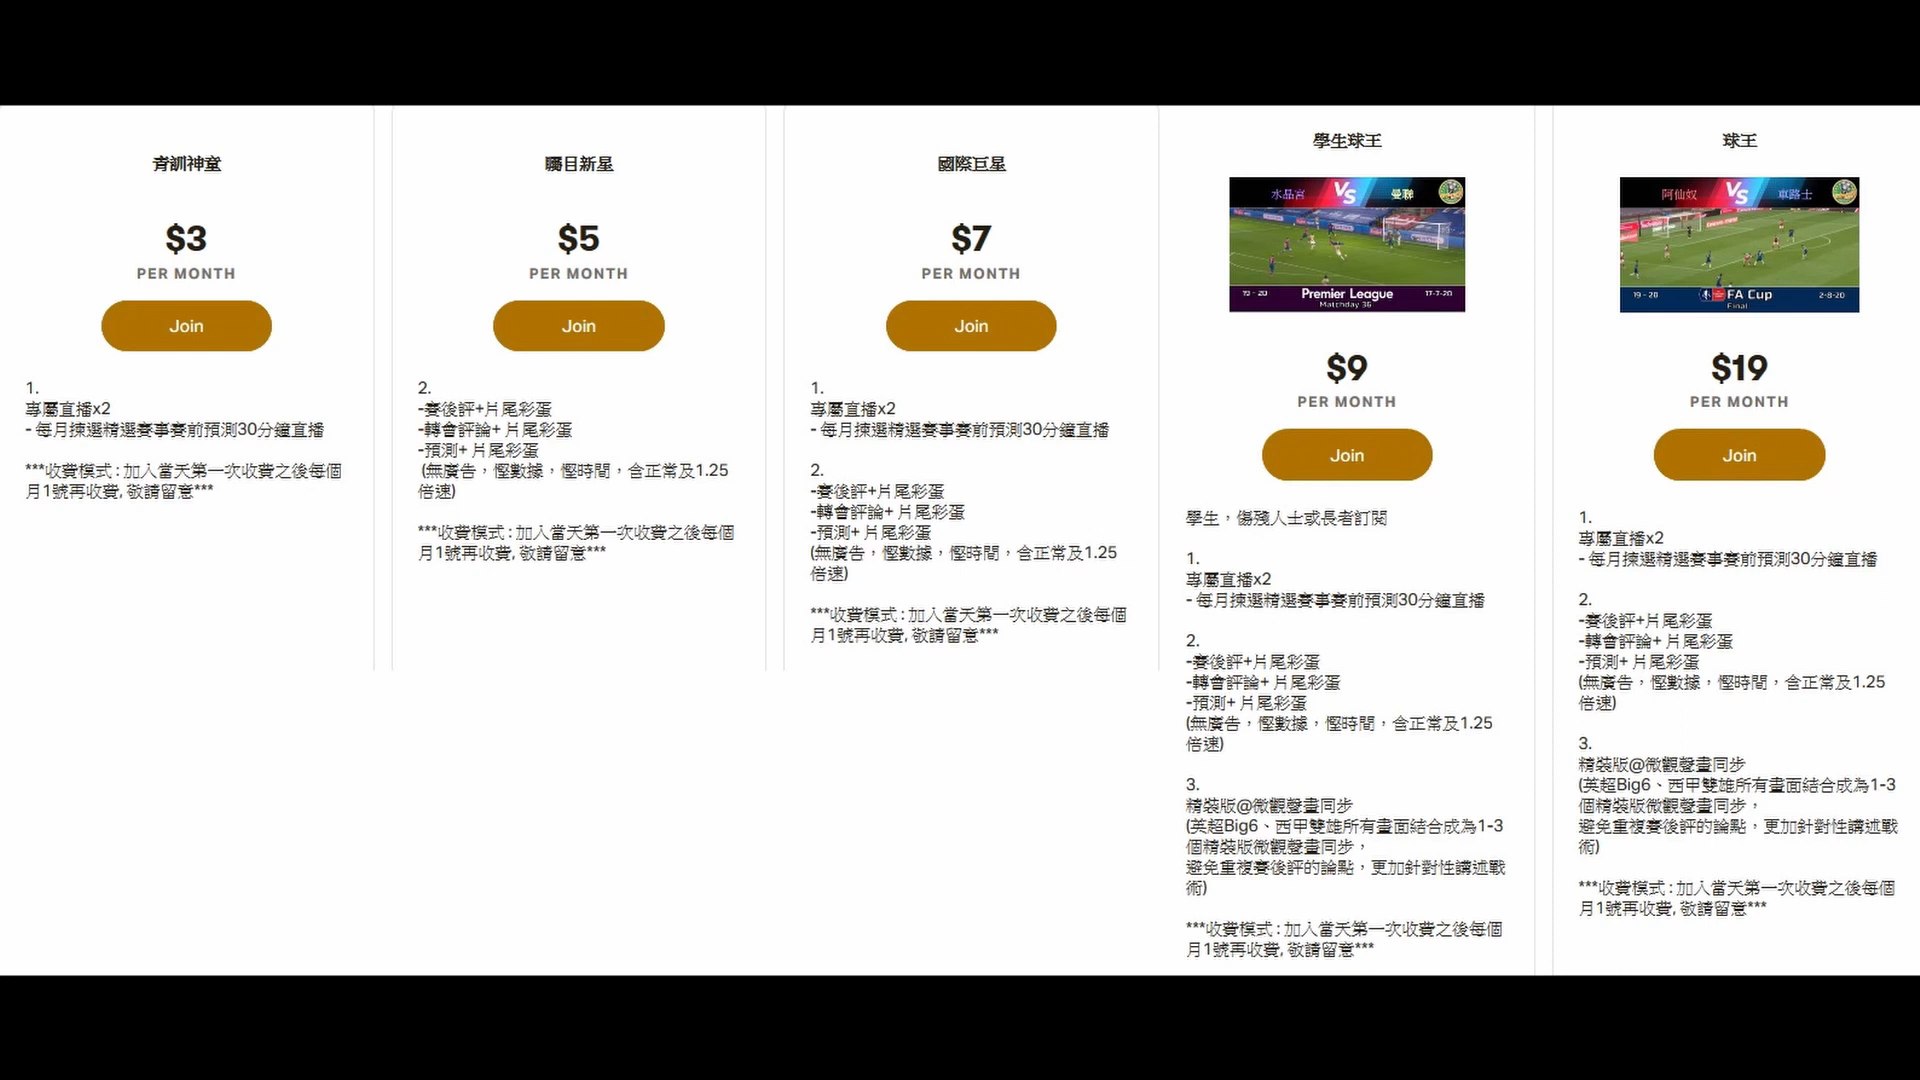 青訓神童
$3
PER MONTH
Join
1.
專屬直播x2
- 每月揀選精選賽事賽前預測30分鐘直播
***收費模式 : 加入當天第一次收費之後每個
月1號再收費, 敬請留意***
矚目新星
$5
PER MONTH
Join
2.
-賽後評+片尾彩蛋
-轉會評論+ 片尾彩蛋
-預測+ 片尾彩蛋
(無廣告，慳數據，慳時間，含正常及1.25
倍速)
***收費模式 : 加入當天第一次收費之後每個
月1號再收費, 敬請留意***
國際巨星
$7
PER MONTH
Join
1.
專屬直播x2
- 每月揀選精選賽事賽前預測30分鐘直播
2.
-賽後評+片尾彩蛋
-轉會評論+ 片尾彩蛋
-預測+ 片尾彩蛋
(無廣告，慳數據，慳時間，含正常及1.25
倍速)
***收費模式 : 加入當天第一次收費之後每個
月1號再收費, 敬請留意***
學生球王
水晶宮 VS 曼聯
19 - 20 Premier League 17-7-20
Matchday 36
$9
PER MONTH
Join
學生，傷殘人士或長者訂閱
1.
專屬直播x2
- 每月揀選精選賽事賽前預測30分鐘直播
2.
-賽後評+片尾彩蛋
-轉會評論+ 片尾彩蛋
-預測+ 片尾彩蛋
(無廣告，慳數據，慳時間，含正常及1.25
倍速)
3.
精裝版@微觀聲畫同步
(英超Big6、西甲雙雄所有畫面結合成為1-3
個精裝版微觀聲畫同步，
避免重複賽後評的論點，更加針對性講述戰
術)
***收費模式 : 加入當天第一次收費之後每個
月1號再收費, 敬請留意***
球王
阿仙奴 VS 車路士
19 - 20 FA Cup 2-8-20
Final
$19
PER MONTH
Join
1.
專屬直播x2
- 每月揀選精選賽事賽前預測30分鐘直播
2.
-賽後評+片尾彩蛋
-轉會評論+ 片尾彩蛋
-預測+ 片尾彩蛋
(無廣告，慳數據，慳時間，含正常及1.25
倍速)
3.
精裝版@微觀聲畫同步
(英超Big6、西甲雙雄所有畫面結合成為1-3
個精裝版微觀聲畫同步，
避免重複賽後評的論點，更加針對性講述戰
術)
***收費模式 : 加入當天第一次收費之後每個
月1號再收費, 敬請留意***